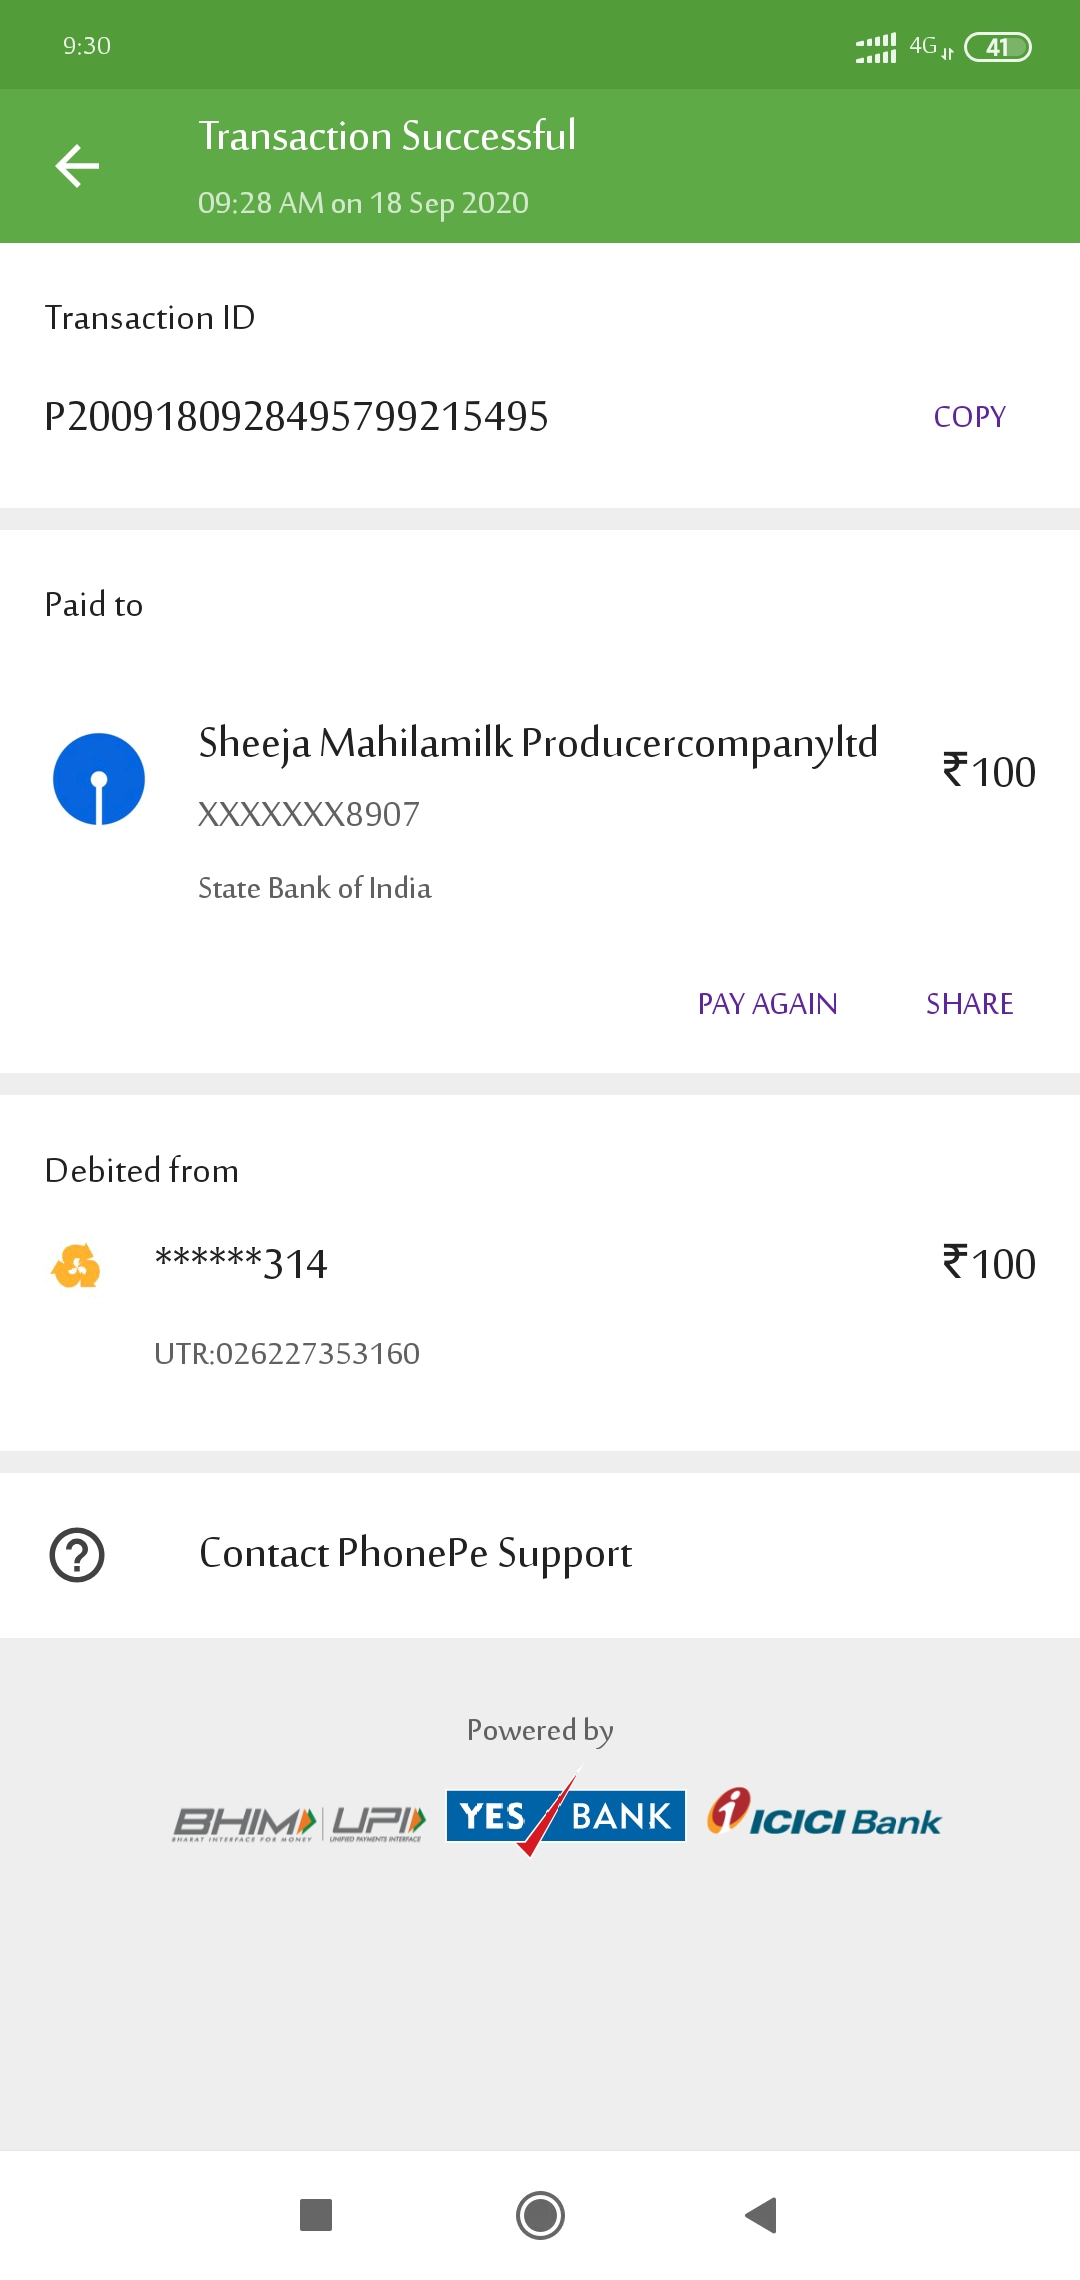 9:30
4G 41
Transaction Successful
09:28 AM on 18 Sep 2020
Transaction ID
P2009180928495799215495 COPY
Paid to
Sheeja Mahilamilk Producercompanyltd ₹100
XXXXXXX8907
State Bank of India
PAY AGAIN SHARE
Debited from
******314 ₹100
UTR:026227353160
Contact PhonePe Support
Powered by
BHIM UPI YES BANK ICICI Bank
BHARAT INTERFACE FOR MONEY UNIFIED PAYMENTS INTERFACE